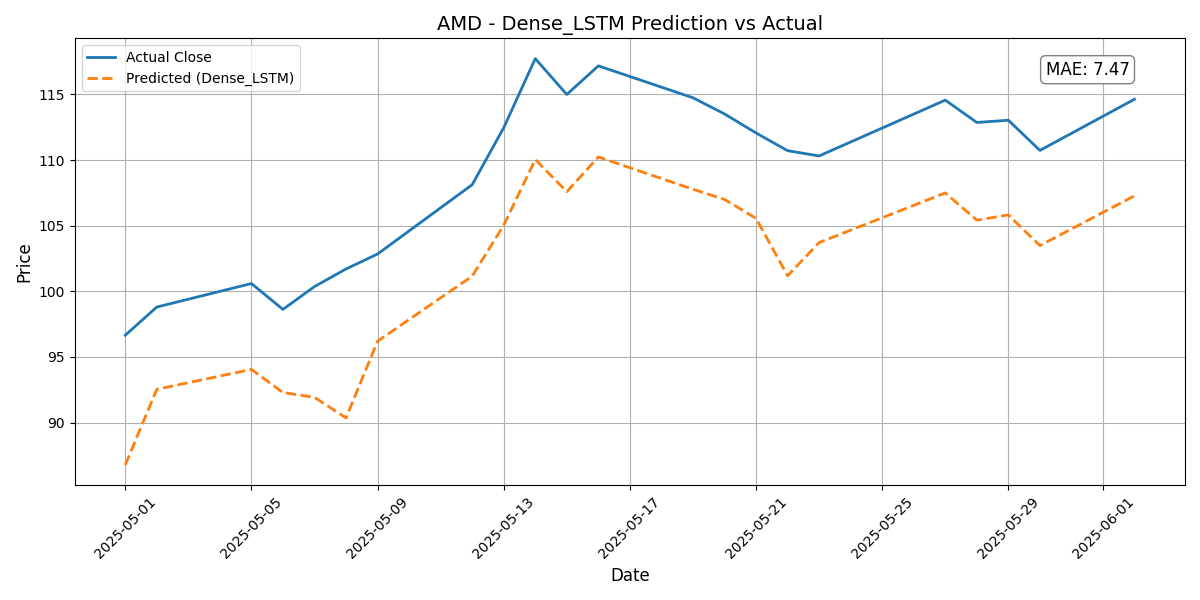 AMD - Dense_LSTM Prediction vs Actual
Actual Close
Predicted (Dense_LSTM)
MAE: 7.47
Price
115
110
105
100
95
90
2025-05-01
2025-05-05
2025-05-09
2025-05-13
2025-05-17
2025-05-21
2025-05-25
2025-05-29
2025-06-01
Date